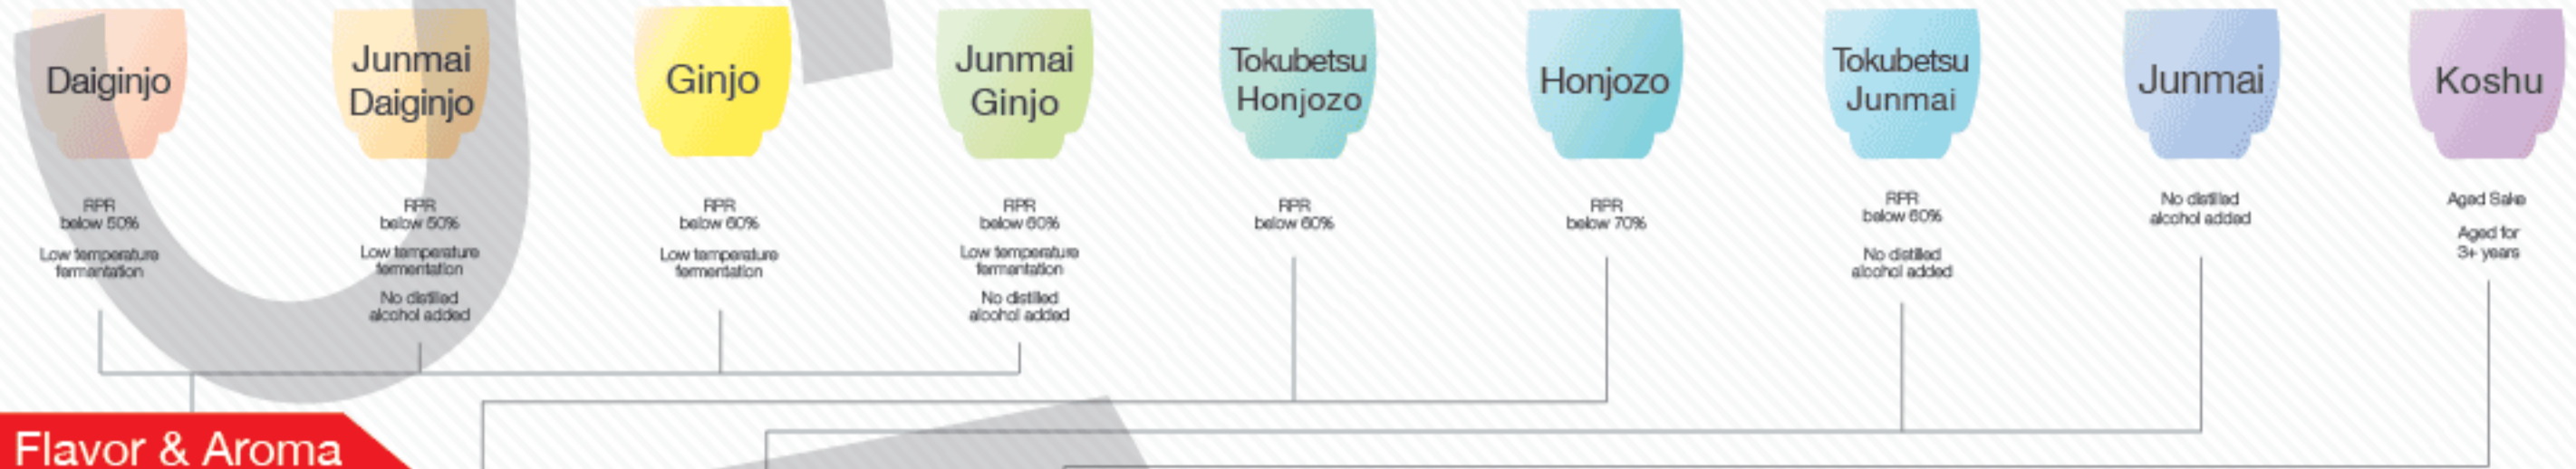 Daiginjo
Junmai
Daiginjo
Ginjo
Junmai
Ginjo
Tokubetsu
Honjozo
Honjozo
Tokubetsu
Junmai
Junmai
Koshu
RPR
below 50%
Low temperature
fermentation
RPR
below 50%
Low temperature
fermentation
No distilled
alcohol added
RPR
below 60%
Low temperature
fermentation
RPR
below 60%
Low temperature
fermentation
No distilled
alcohol added
RPR
below 60%
RPR
below 70%
RPR
below 60%
No distilled
alcohol added
No distilled
alcohol added
Aged Sake
Aged for
3+ years
Flavor & Aroma